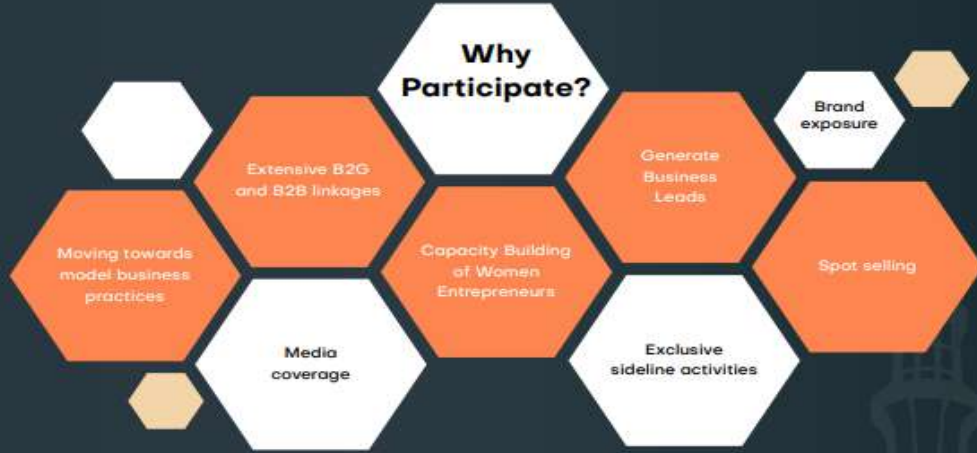 Why
Participate?
Brand
exposure
Extensive B2G
and B2B linkages
Generate
Business
Leads
Moving towards
model business
practices
Capacity Building
of Women
Entrepreneurs
Spot selling
Media
coverage
Exclusive
sideline activities